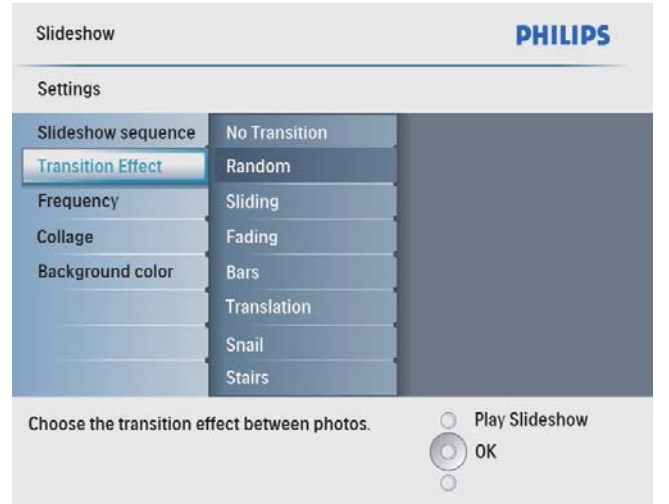 Slideshow PHILIPS
Settings
Slideshow sequence No Transition
Transition Effect Random
Frequency Sliding
Collage Fading
Background color Bars
Translation
Snail
Stairs
Choose the transition effect between photos. Play Slideshow
OK